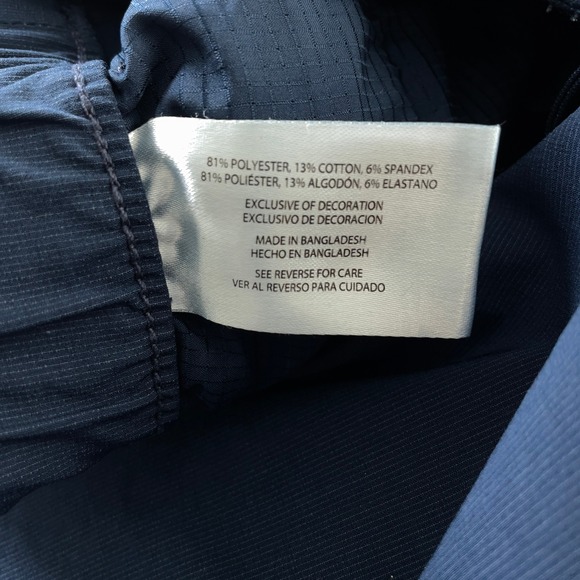 81% POLYESTER, 13% COTTON, 6% SPANDEX
81% POLIÉSTER, 13% ALGODÓN, 6% ELASTANO
EXCLUSIVE OF DECORATION
EXCLUSIVO DE DECORACION
MADE IN BANGLADESH
HECHO EN BANGLADESH
SEE REVERSE FOR CARE
VER AL REVERSO PARA CUIDADO